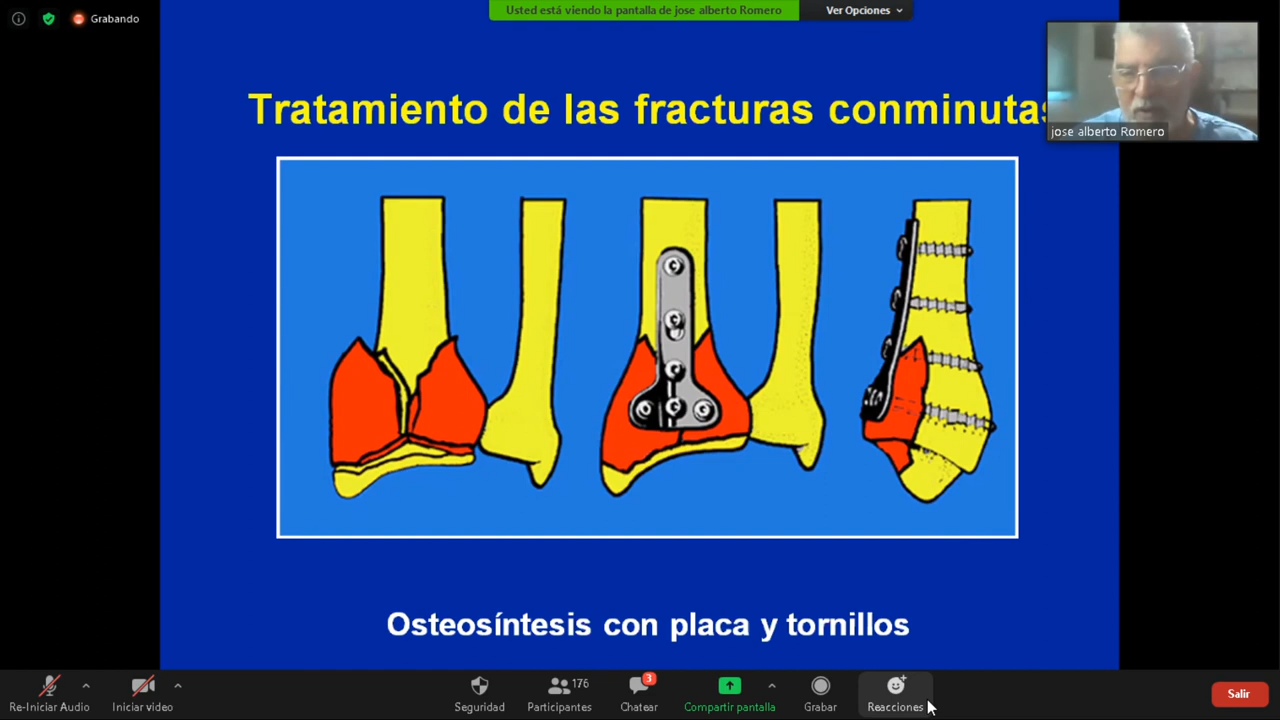 Grabando
Usted está viendo la pantalla de jose alberto Romero
Ver Opciones
jose alberto Romero
Tratamiento de las fracturas conminutas
Osteosíntesis con placa y tornillos
Re-Iniciar Audio
Iniciar video
Seguridad
176
Participantes
3
Chatear
Compartir pantalla
Grabar
Reacciones
Salir